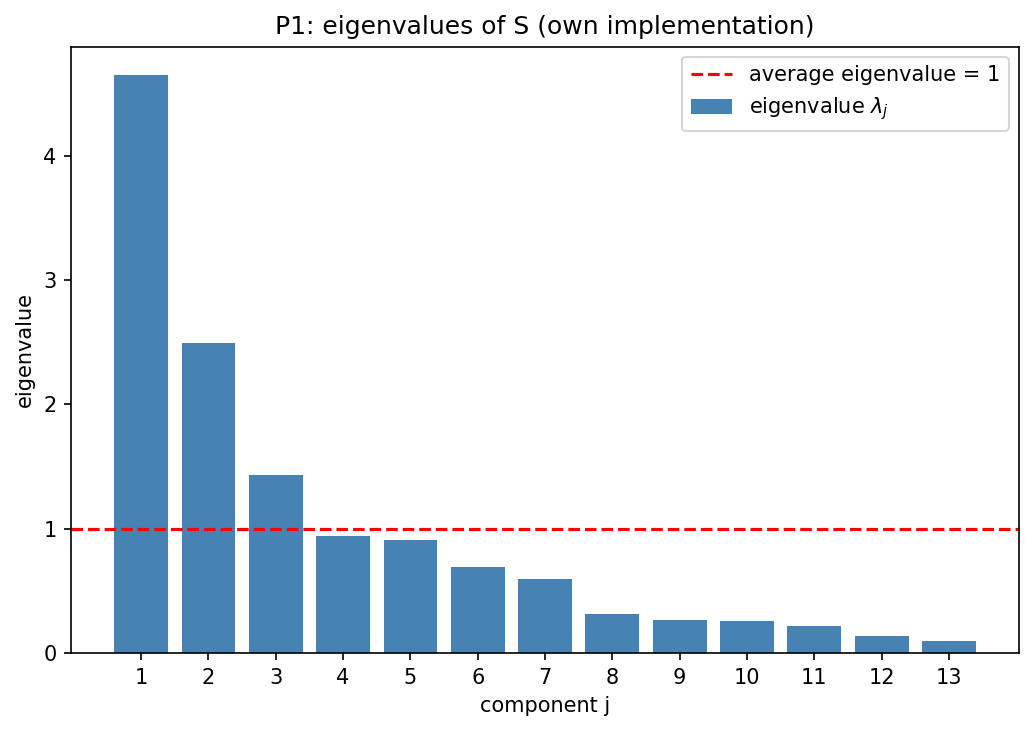 P1: eigenvalues of S (own implementation)
average eigenvalue = 1
eigenvalue λj
eigenvalue
4
3
2
1
0
1 2 3 4 5 6 7 8 9 10 11 12 13
component j